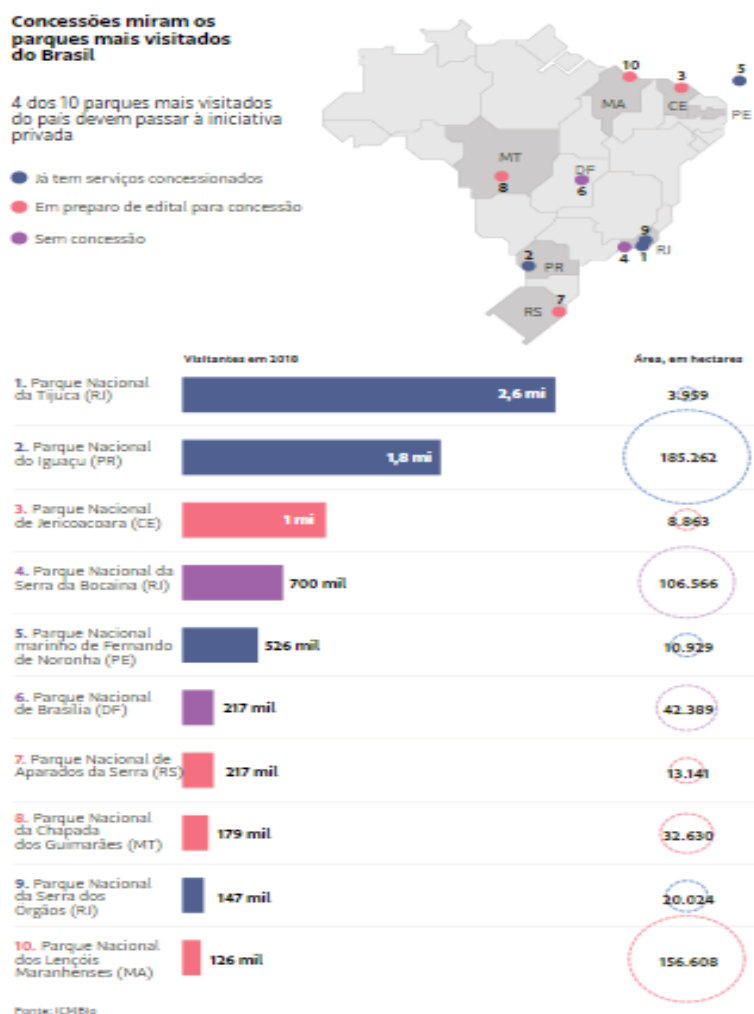 Concessões miram os
parques mais visitados
do Brasil
4 dos 10 parques mais visitados
do país devem passar à iniciativa
privada
Já tem serviços concessionados
Em preparo de edital para concessão
Sem concessão
10
3
5
MA
CE
PE
MT
8
DF
6
9
4
1
RJ
2
PR
7
RS
Visitantes em 2018
Área, em hectares
1. Parque Nacional
da Tijuca (RJ)
2,6 mi
3.959
2. Parque Nacional
do Iguaçu (PR)
1,8 mi
185.262
3. Parque Nacional
de Jericoacoara (CE)
1 mi
8.863
4. Parque Nacional da
Serra da Bocaina (RJ)
700 mil
106.566
5. Parque Nacional
marinho de Fernando
de Noronha (PE)
526 mil
10.929
6. Parque Nacional
de Brasília (DF)
217 mil
42.389
7. Parque Nacional de
Aparados da Serra (RS)
217 mil
13.141
8. Parque Nacional
da Chapada
dos Guimarães (MT)
179 mil
32.630
9. Parque Nacional
da Serra dos
Órgãos (RJ)
147 mil
20.024
10. Parque Nacional
dos Lençóis
Maranhenses (MA)
126 mil
156.608
Fonte: ICMBio